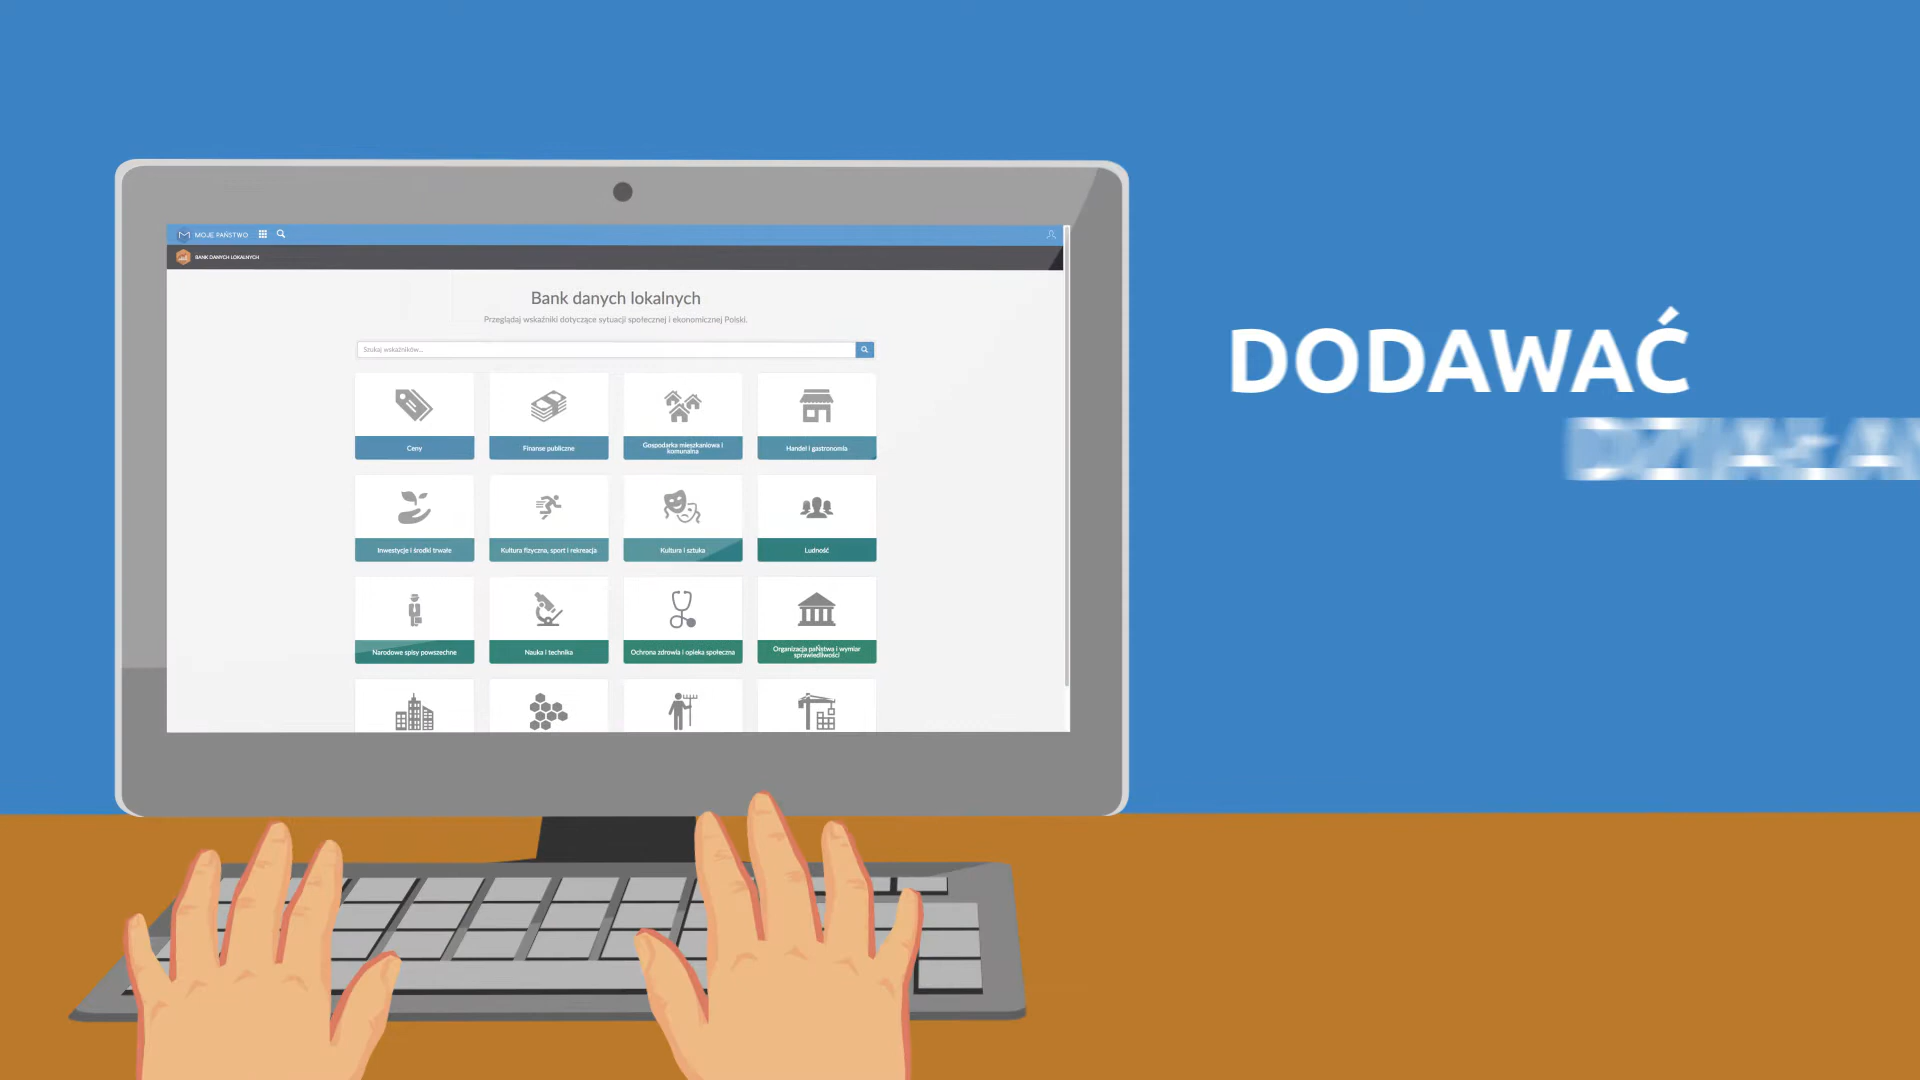 MOJE PAŃSTWO
BANK DANYCH LOKALNYCH
Bank danych lokalnych
Przeglądaj wskaźniki dotyczące sytuacji społecznej i ekonomicznej Polski.
Szukaj wskaźników...
Ceny
Finanse publiczne
Gospodarka mieszkaniowa i
komunalna
Handel i gastronomia
Inwestycje i środki trwałe
Kultura fizyczna, sport i rekreacja
Kultura i sztuka
Ludność
Narodowe spisy powszechne
Nauka i technika
Ochrona zdrowia i opieka społeczna
Organizacja paŃstwa i wymiar
sprawiedliwości
DODAWAĆ